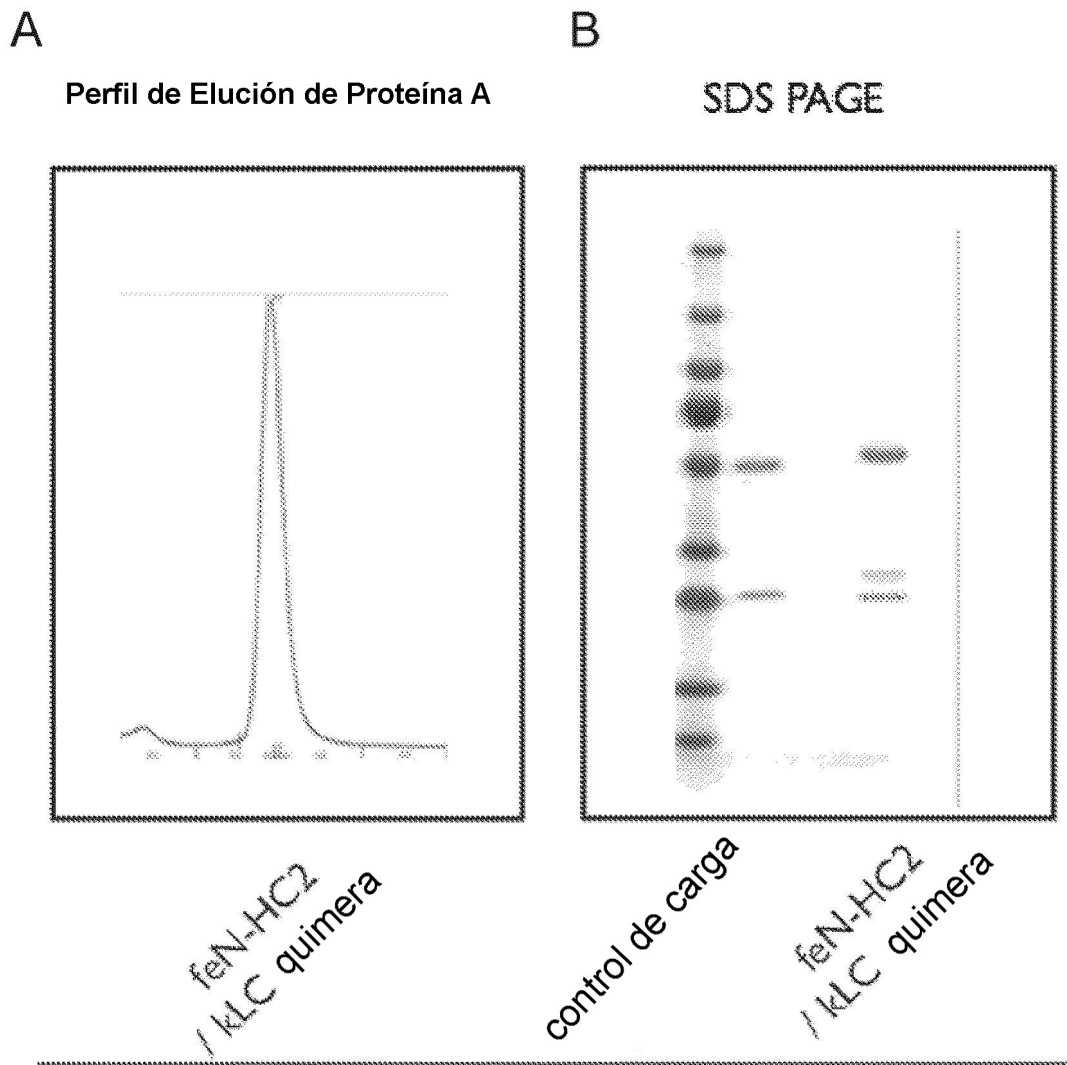 A
B
Perfil de Elución de Proteína A
SDS PAGE
feN-HC2
/ kLC quimera
control de carga
feN-HC2
/ kLC quimera